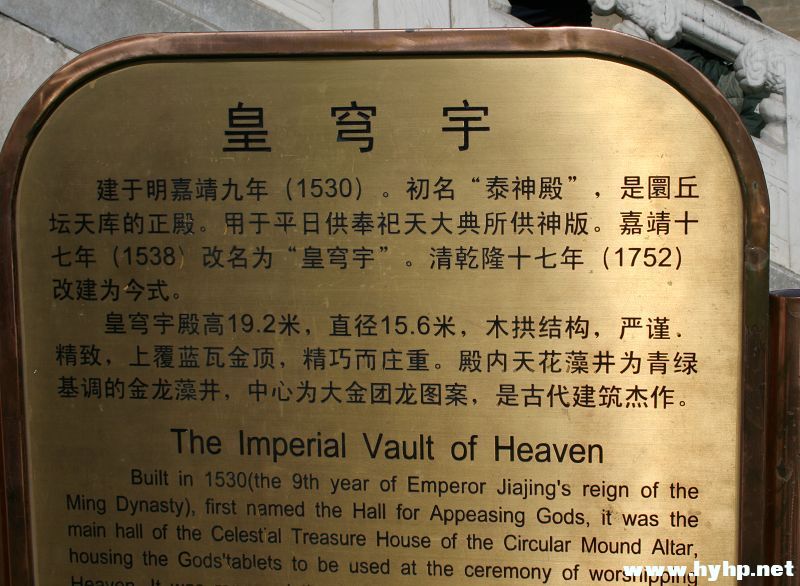 皇穹宇
建于明嘉靖九年（1530）。初名“泰神殿”，是圜丘
坛天库的正殿。用于平日供奉祀天大典所供神版。嘉靖十
七年（1538）改名为“皇穹宇”。清乾隆十七年（1752）
改建为今式。
皇穹宇殿高19.2米，直径15.6米，木拱结构，严谨.
精致，上覆蓝瓦金顶，精巧而庄重。殿内天花藻井为青绿
基调的金龙藻井，中心为大金团龙图案，是古代建筑杰作。
The Imperial Vault of Heaven
Built in 1530(the 9th year of Emperor Jiajing's reign of the
Ming Dynasty), first named the Hall for Appeasing Gods, it was the
main hall of the Celestial Treasure House of the Circular Mound Altar,
housing the Gods'tablets to be used at the ceremony of worshipping
Heaven. It was
www.hyhp.net